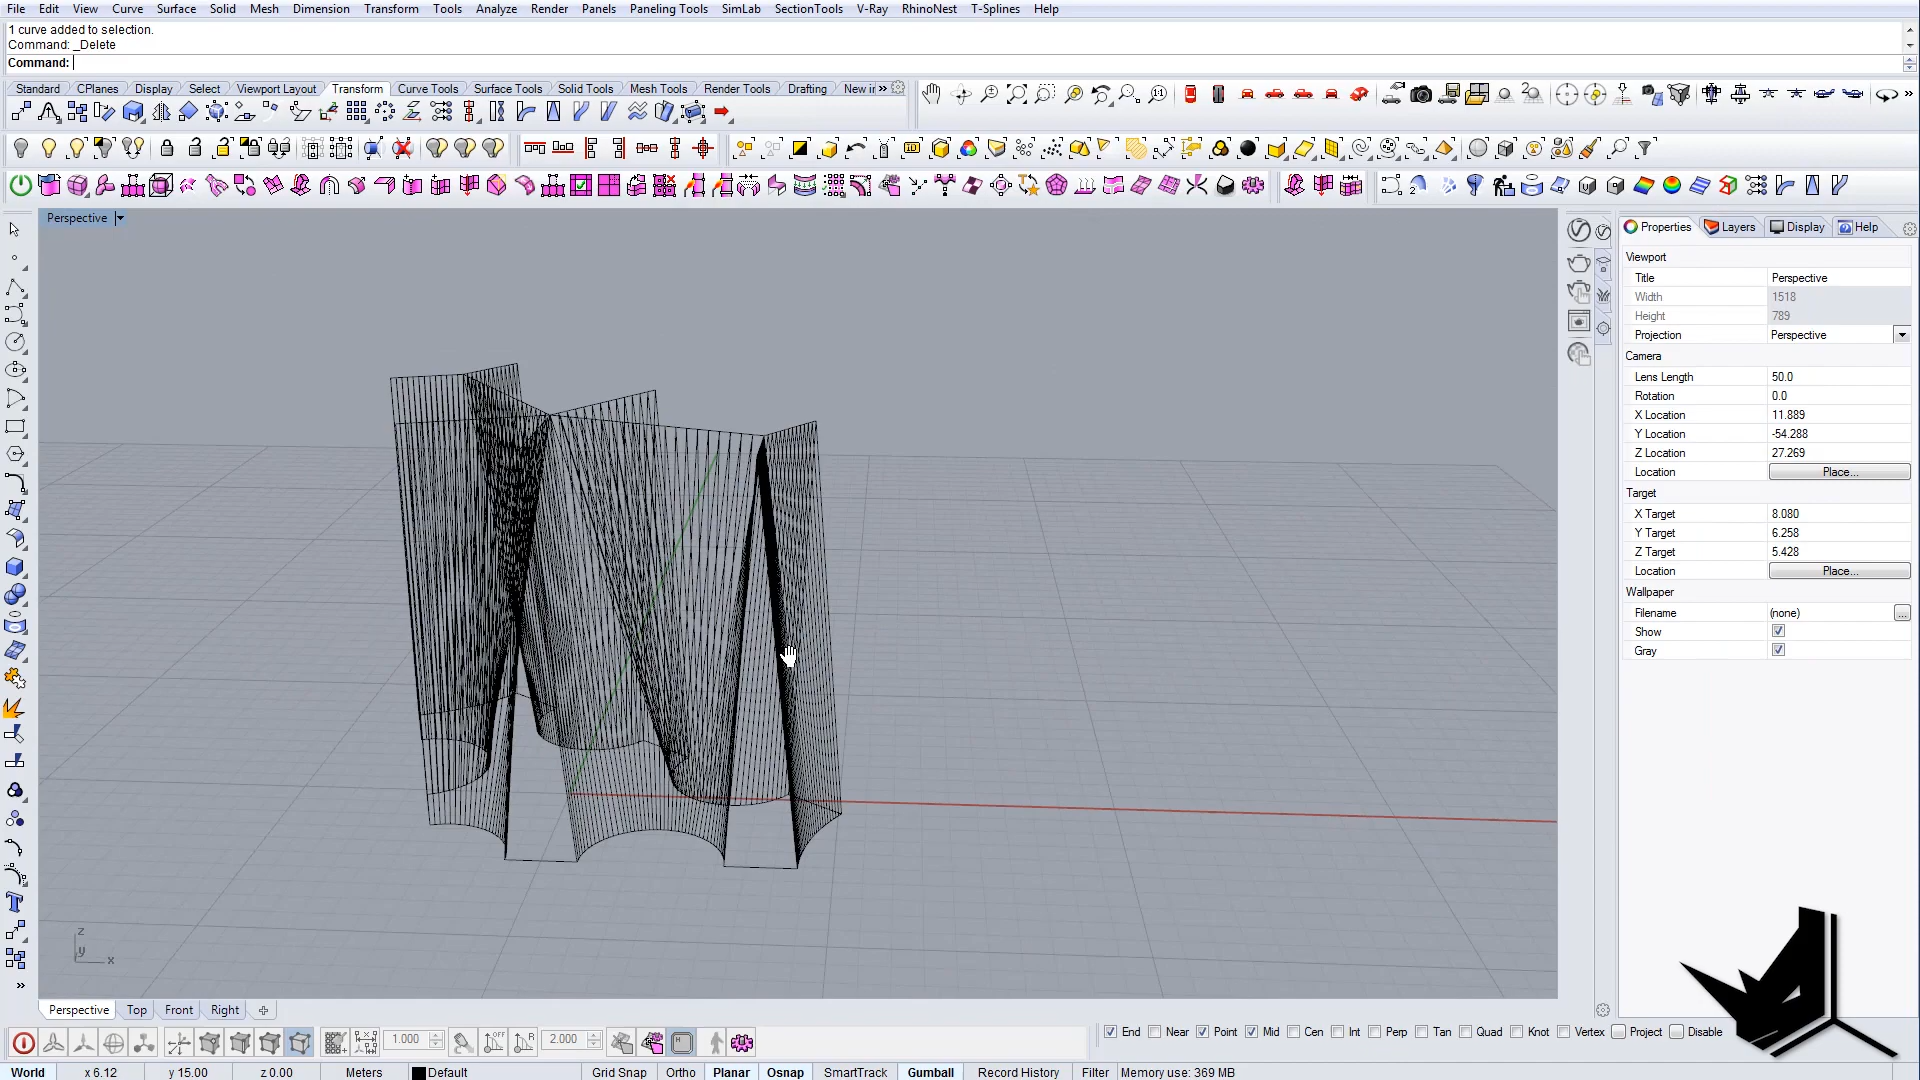 File Edit View Curve Surface Solid Mesh Dimension Transform Tools Analyze Render Panels Paneling Tools SimLab SectionTools V-Ray RhinoNest T-Splines Help
1 curve added to selection.
Command: _Delete
Command:
Standard CPlanes Display Select Viewport Layout Transform Curve Tools Surface Tools Solid Tools Mesh Tools Render Tools Drafting New in »
Perspective
Properties Layers Display Help
Viewport
Title Perspective
Width 1518
Height 789
Projection Perspective
Camera
Lens Length 50.0
Rotation 0.0
X Location 11.889
Y Location -54.288
Z Location 27.269
Location Place...
Target
X Target 8.080
Y Target 6.258
Z Target 5.428
Location Place...
Wallpaper
Filename (none) ...
Show
Gray
z
y
x
Perspective Top Front Right
1.000 2.000
End Near Point Mid Cen Int Perp Tan Quad Knot Vertex Project Disable
World x 6.12 y 15.00 z 0.00 Meters Default Grid Snap Ortho Planar Osnap SmartTrack Gumball Record History Filter Memory use: 369 MB